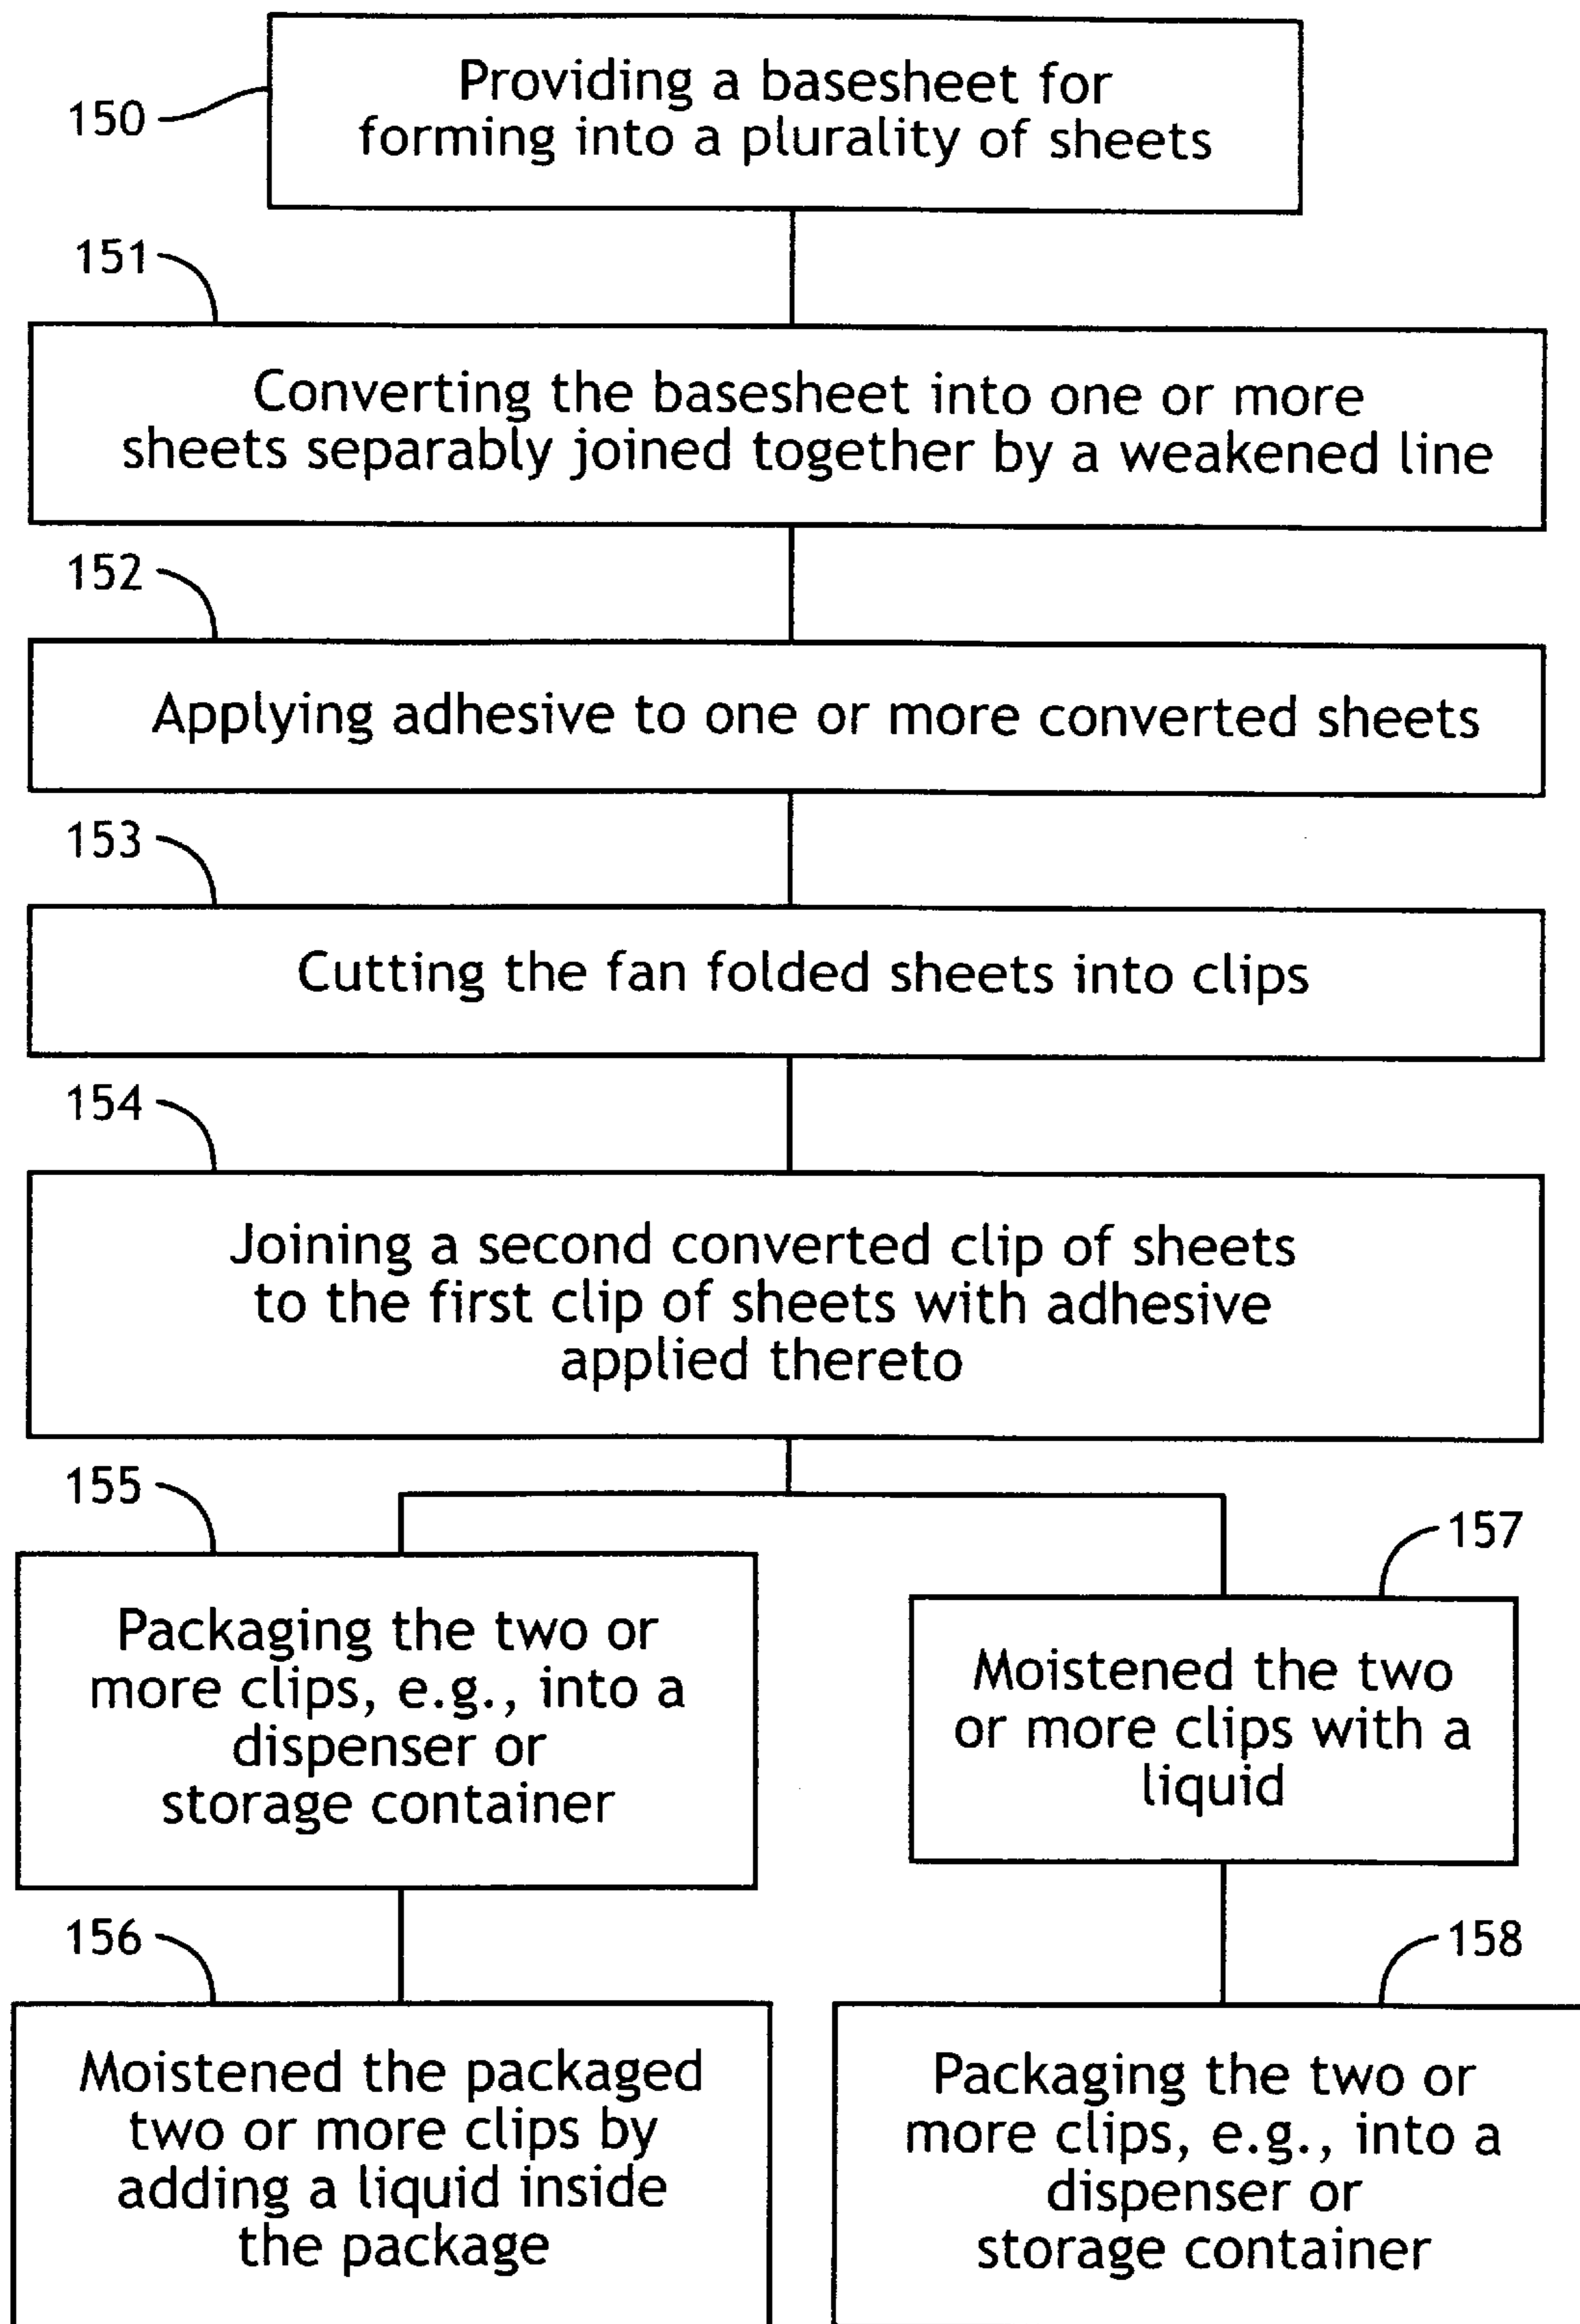 150
Providing a basesheet for
forming into a plurality of sheets
151
Converting the basesheet into one or more
sheets separably joined together by a weakened line
152
Applying adhesive to one or more converted sheets
153
Cutting the fan folded sheets into clips
154
Joining a second converted clip of sheets
to the first clip of sheets with adhesive
applied thereto
155
Packaging the two or
more clips, e.g., into a
dispenser or
storage container
157
Moistened the two
or more clips with a
liquid
156
Moistened the packaged
two or more clips by
adding a liquid inside
the package
158
Packaging the two or
more clips, e.g., into a
dispenser or
storage container